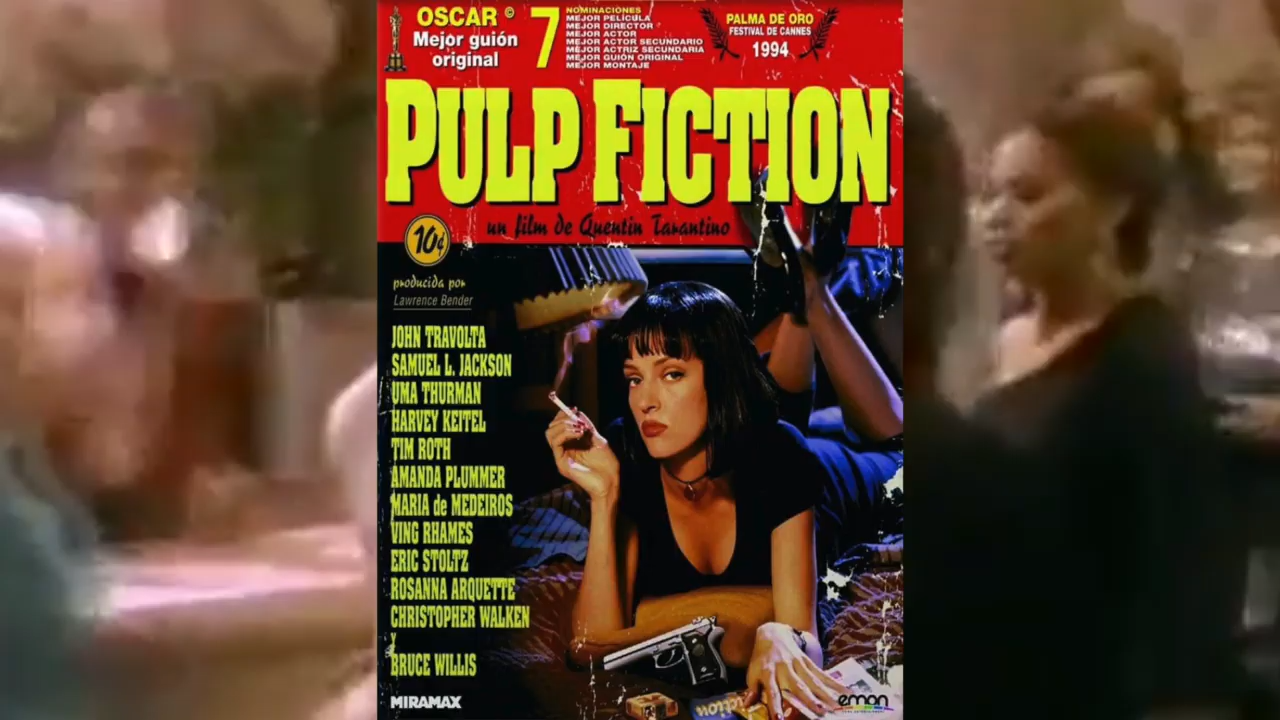 OSCAR ©
Mejor guión
original
7
NOMINACIONES
MEJOR PELÍCULA
MEJOR DIRECTOR
MEJOR ACTOR
MEJOR ACTOR SECUNDARIO
MEJOR ACTRIZ SECUNDARIA
MEJOR GUIÓN ORIGINAL
MEJOR MONTAJE
PALMA DE ORO
FESTIVAL DE CANNES
1994
PULP FICTION
un film de Quentin Tarantino
10¢
producida por
Lawrence Bender
JOHN TRAVOLTA
SAMUEL L. JACKSON
UMA THURMAN
HARVEY KEITEL
TIM ROTH
AMANDA PLUMMER
MARIA de MEDEIROS
VING RHAMES
ERIC STOLTZ
ROSANNA ARQUETTE
CHRISTOPHER WALKEN
y
BRUCE WILLIS
MIRAMAX
emon